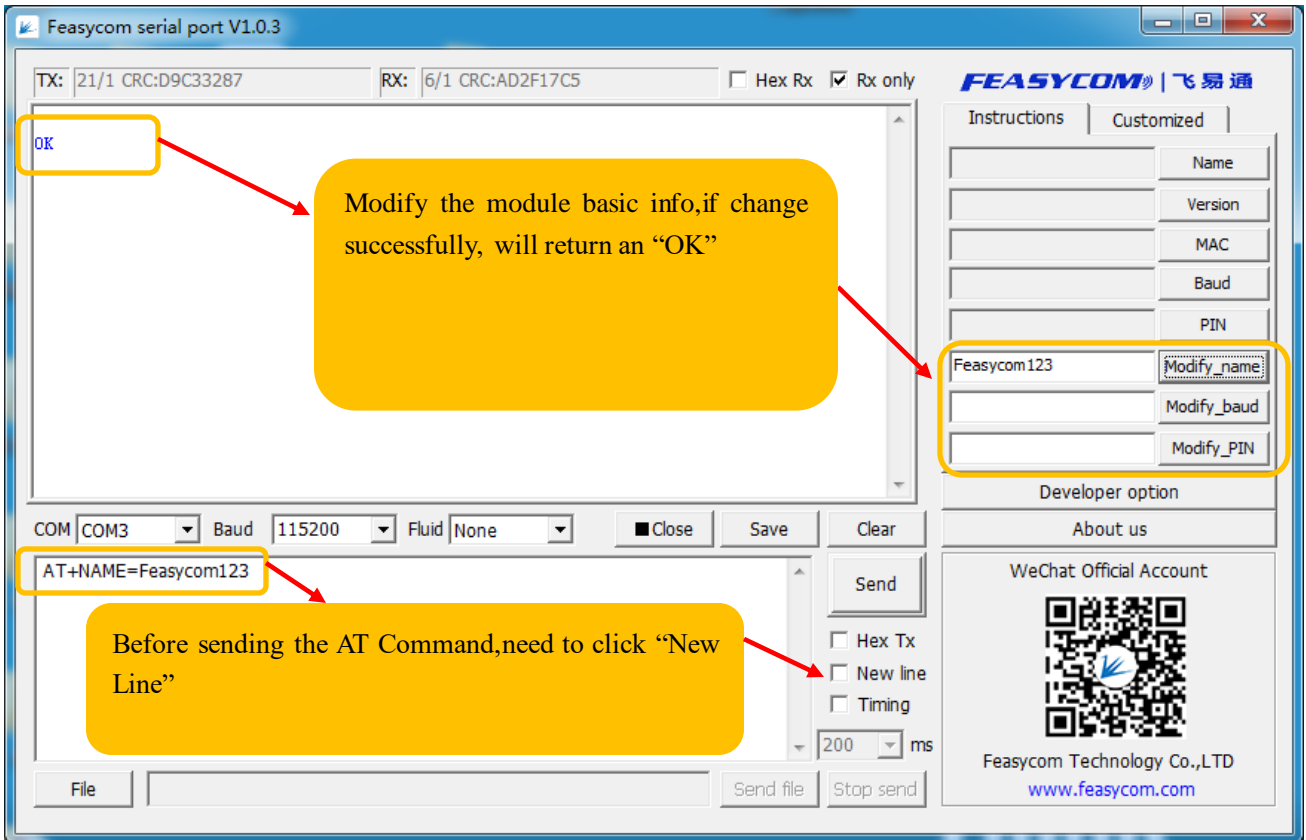 Feasycom serial port V1.0.3
TX: 21/1 CRC:D9C33287 RX: 6/1 CRC:AD2F17C5 Hex Rx Rx only
FEASYCOM | 飞易通
Instructions Customized
OK
Modify the module basic info,if change
successfully, will return an “OK”
Name
Version
MAC
Baud
PIN
Feasycom123 Modify_name
Modify_baud
Modify_PIN
Developer option
About us
COM COM3 Baud 115200 Fluid None Close Save Clear
AT+NAME=Feasycom123
Before sending the AT Command,need to click “New
Line”
Send
Hex Tx
New line
Timing
200 ms
File Send file Stop send
WeChat Official Account
Feasycom Technology Co.,LTD
www.feasycom.com